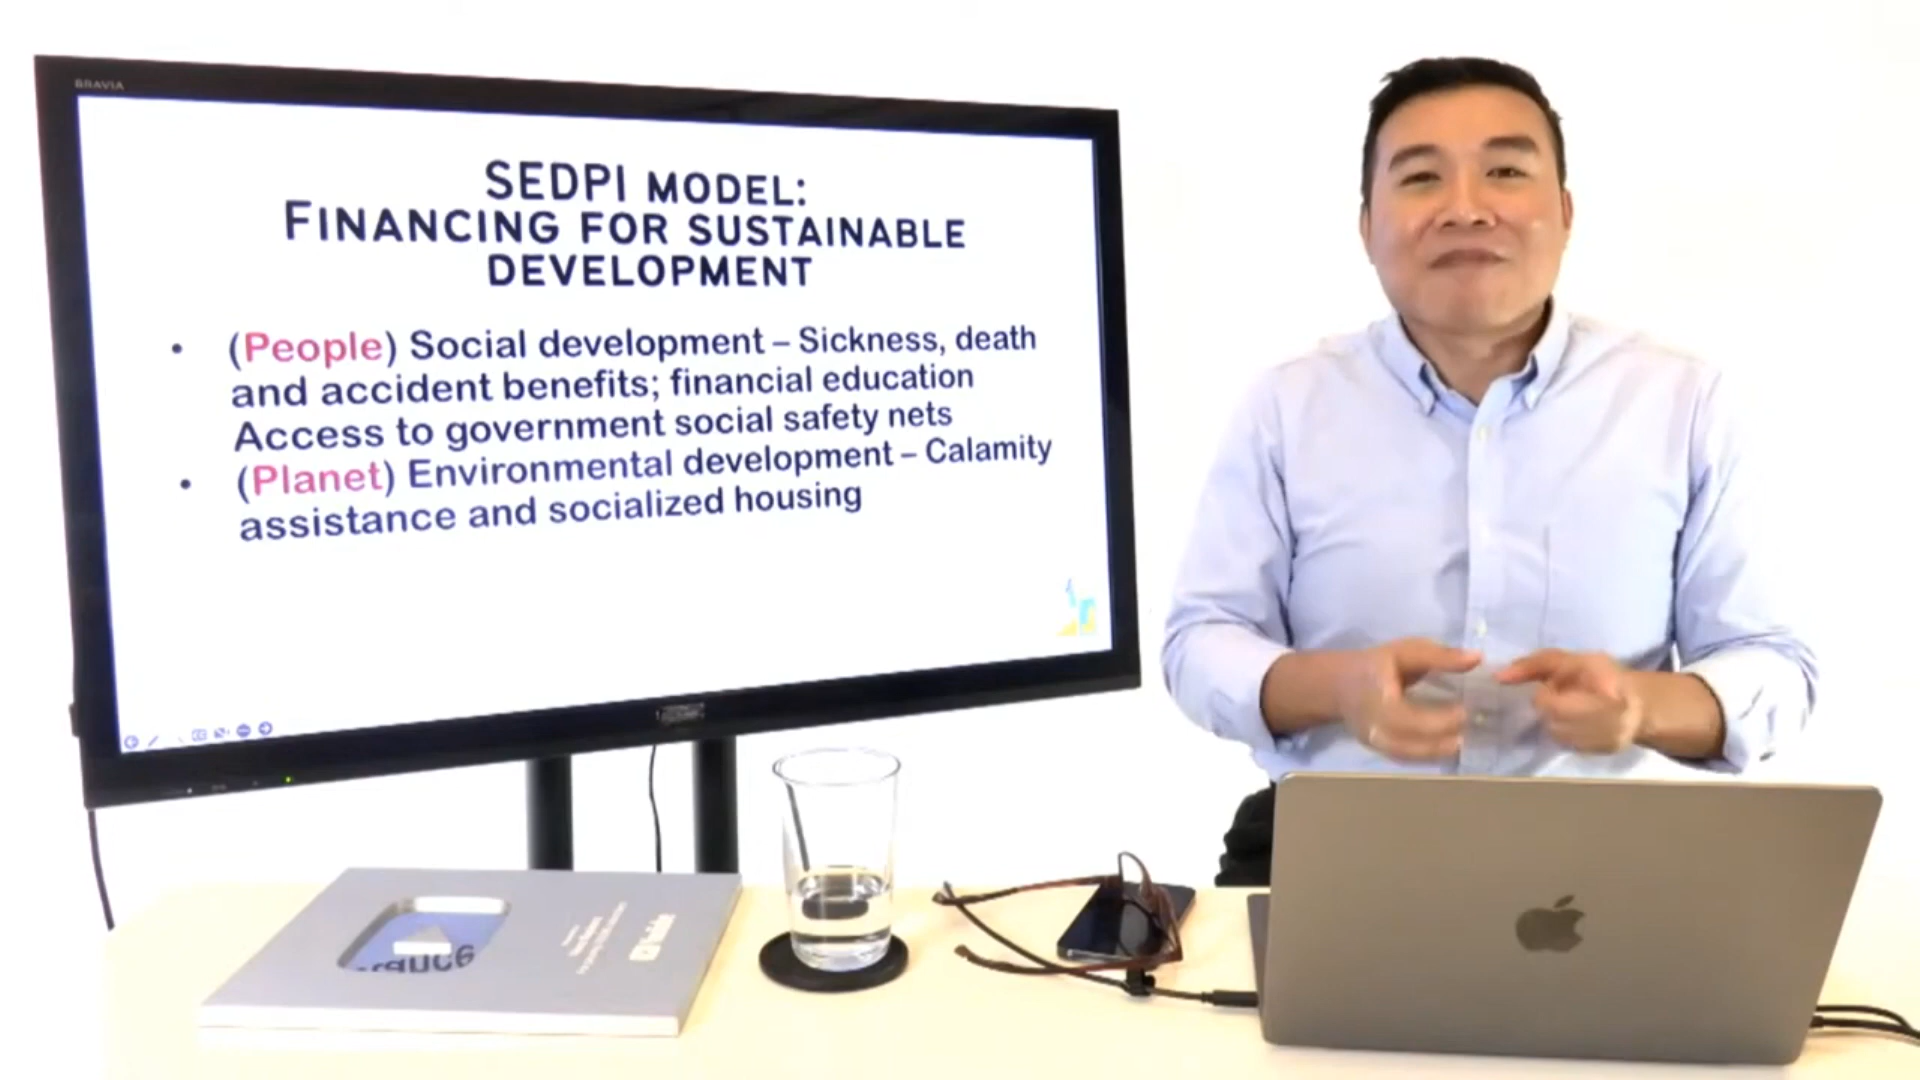 BRAVIA
SEDPI MODEL:
FINANCING FOR SUSTAINABLE
DEVELOPMENT
• (People) Social development – Sickness, death
and accident benefits; financial education
Access to government social safety nets
• (Planet) Environmental development – Calamity
assistance and socialized housing